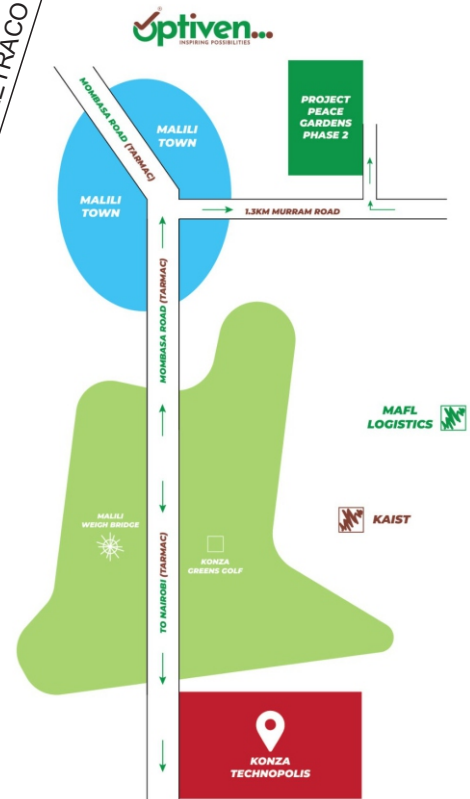 Optiven...
INSPIRING POSSIBILITIES
MOMBASA ROAD (TARMAC)
MALILI
TOWN
MALILI
TOWN
PROJECT
PEACE
GARDENS
PHASE 2
1.3KM MURRAM ROAD
MOMBASA ROAD (TARMAC)
MAFL
LOGISTICS
KAIST
MALILI
WEIGH BRIDGE
KONZA
GREENS GOLF
TO NAIROBI (TARMAC)
KONZA
TECHNOPOLIS